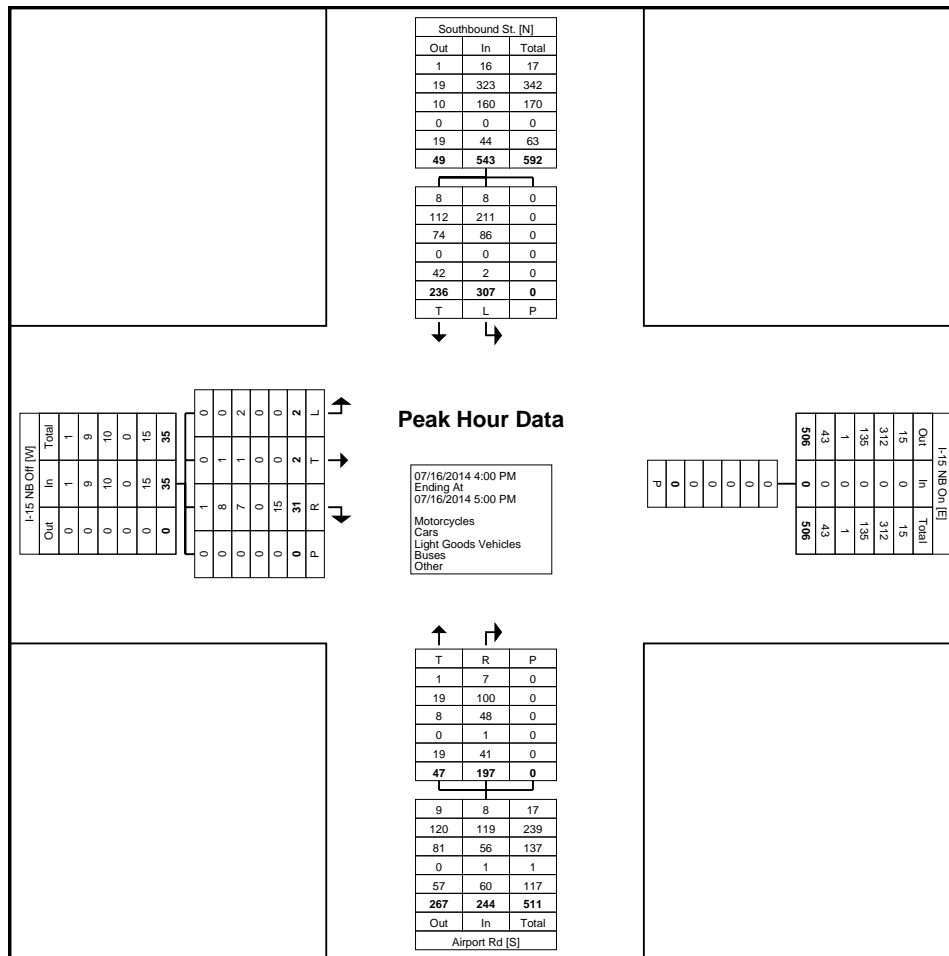 Southbound St. [N]
Out In Total
1 16 17
19 323 342
10 160 170
0 0 0
19 44 63
49 543 592
8 8 0
112 211 0
74 86 0
0 0 0
42 2 0
236 307 0
T L P
I-15 NB Off [W]
Total 1 9 10 0 15 35
In 1 9 10 0 15 35
Out 0 0 0 0 0 0
0 0 2 0 0 2 L
0 1 1 0 0 2 T
1 8 7 0 15 31 R
0 0 0 0 0 0 P
Peak Hour Data
07/16/2014 4:00 PM
Ending At
07/16/2014 5:00 PM
Motorcycles
Cars
Light Goods Vehicles
Buses
Other
P 0 0 0 0 0 0
I-15 NB On [E]
Out In Total
15 0 15
312 0 312
135 0 135
1 0 1
43 0 43
506 0 506
T R P
1 7 0
19 100 0
8 48 0
0 1 0
19 41 0
47 197 0
9 8 17
120 119 239
81 56 137
0 1 1
57 60 117
267 244 511
Out In Total
Airport Rd [S]